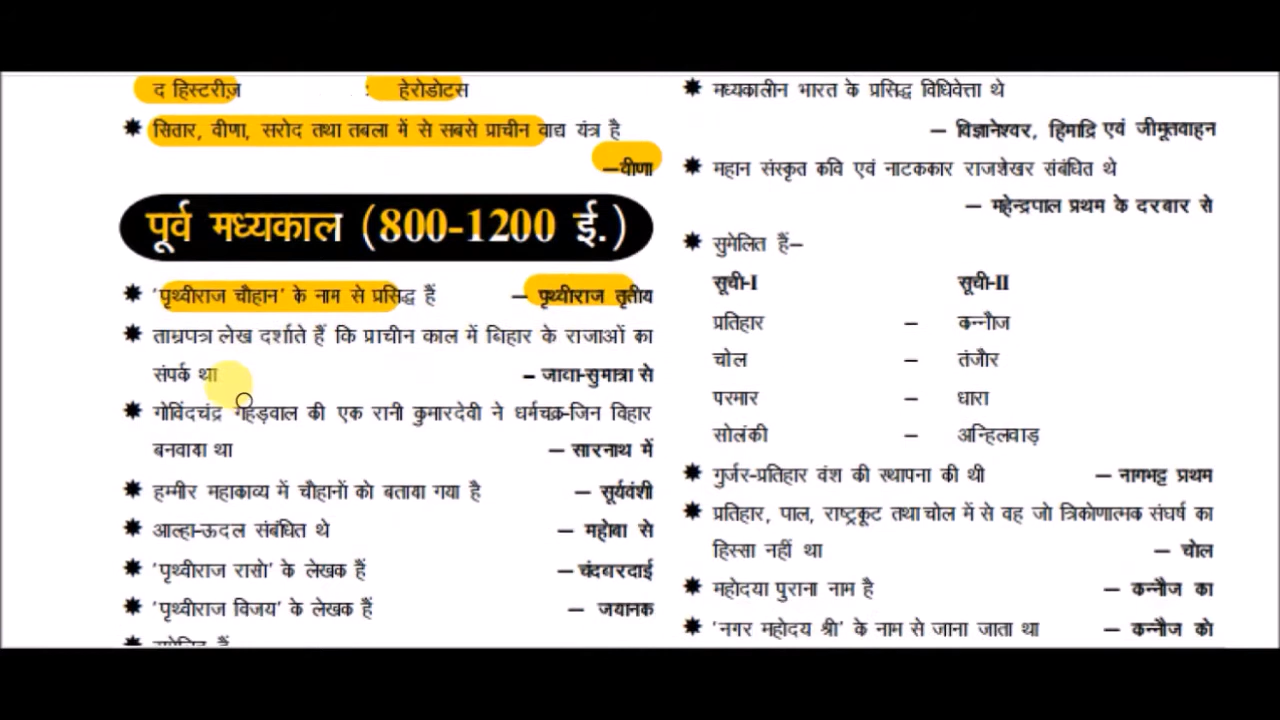 द हिस्टरीज़ : हेरोडोटस
✷ सितार, वीणा, सरोद तथा तबला में से सबसे प्राचीन वाद्य यंत्र है
–वीणा
पूर्व मध्यकाल (800-1200 ई.)
✷ 'पृथ्वीराज चौहान' के नाम से प्रसिद्ध हैं – पृथ्वीराज तृतीय
✷ ताम्रपत्र लेख दर्शाते हैं कि प्राचीन काल में बिहार के राजाओं का
संपर्क था – जावा-सुमात्रा से
✷ गोविंदचंद्र गहड़वाल की एक रानी कुमारदेवी ने धर्मचक्र-जिन विहार
बनवाया था – सारनाथ में
✷ हम्मीर महाकाव्य में चौहानों को बताया गया है – सूर्यवंशी
✷ आल्हा-ऊदल संबंधित थे – महोबा से
✷ 'पृथ्वीराज रासो' के लेखक हैं – चंदबरदाई
✷ 'पृथ्वीराज विजय' के लेखक हैं – जयानक
✷ मध्यकालीन भारत के प्रसिद्ध विधिवेत्ता थे
– विज्ञानेश्वर, हिमाद्रि एवं जीमूतवाहन
✷ महान संस्कृत कवि एवं नाटककार राजशेखर संबंधित थे
– महेन्द्रपाल प्रथम के दरबार से
✷ सुमेलित हैं–
सूची-I सूची-II
प्रतिहार – कन्नौज
चोल – तंजौर
परमार – धारा
सोलंकी – अन्हिलवाड़
✷ गुर्जर-प्रतिहार वंश की स्थापना की थी – नागभट्ट प्रथम
✷ प्रतिहार, पाल, राष्ट्रकूट तथा चोल में से वह जो त्रिकोणात्मक संघर्ष का
हिस्सा नहीं था – चोल
✷ महोदया पुराना नाम है – कन्नौज का
✷ 'नगर महोदय श्री' के नाम से जाना जाता था – कन्नौज को